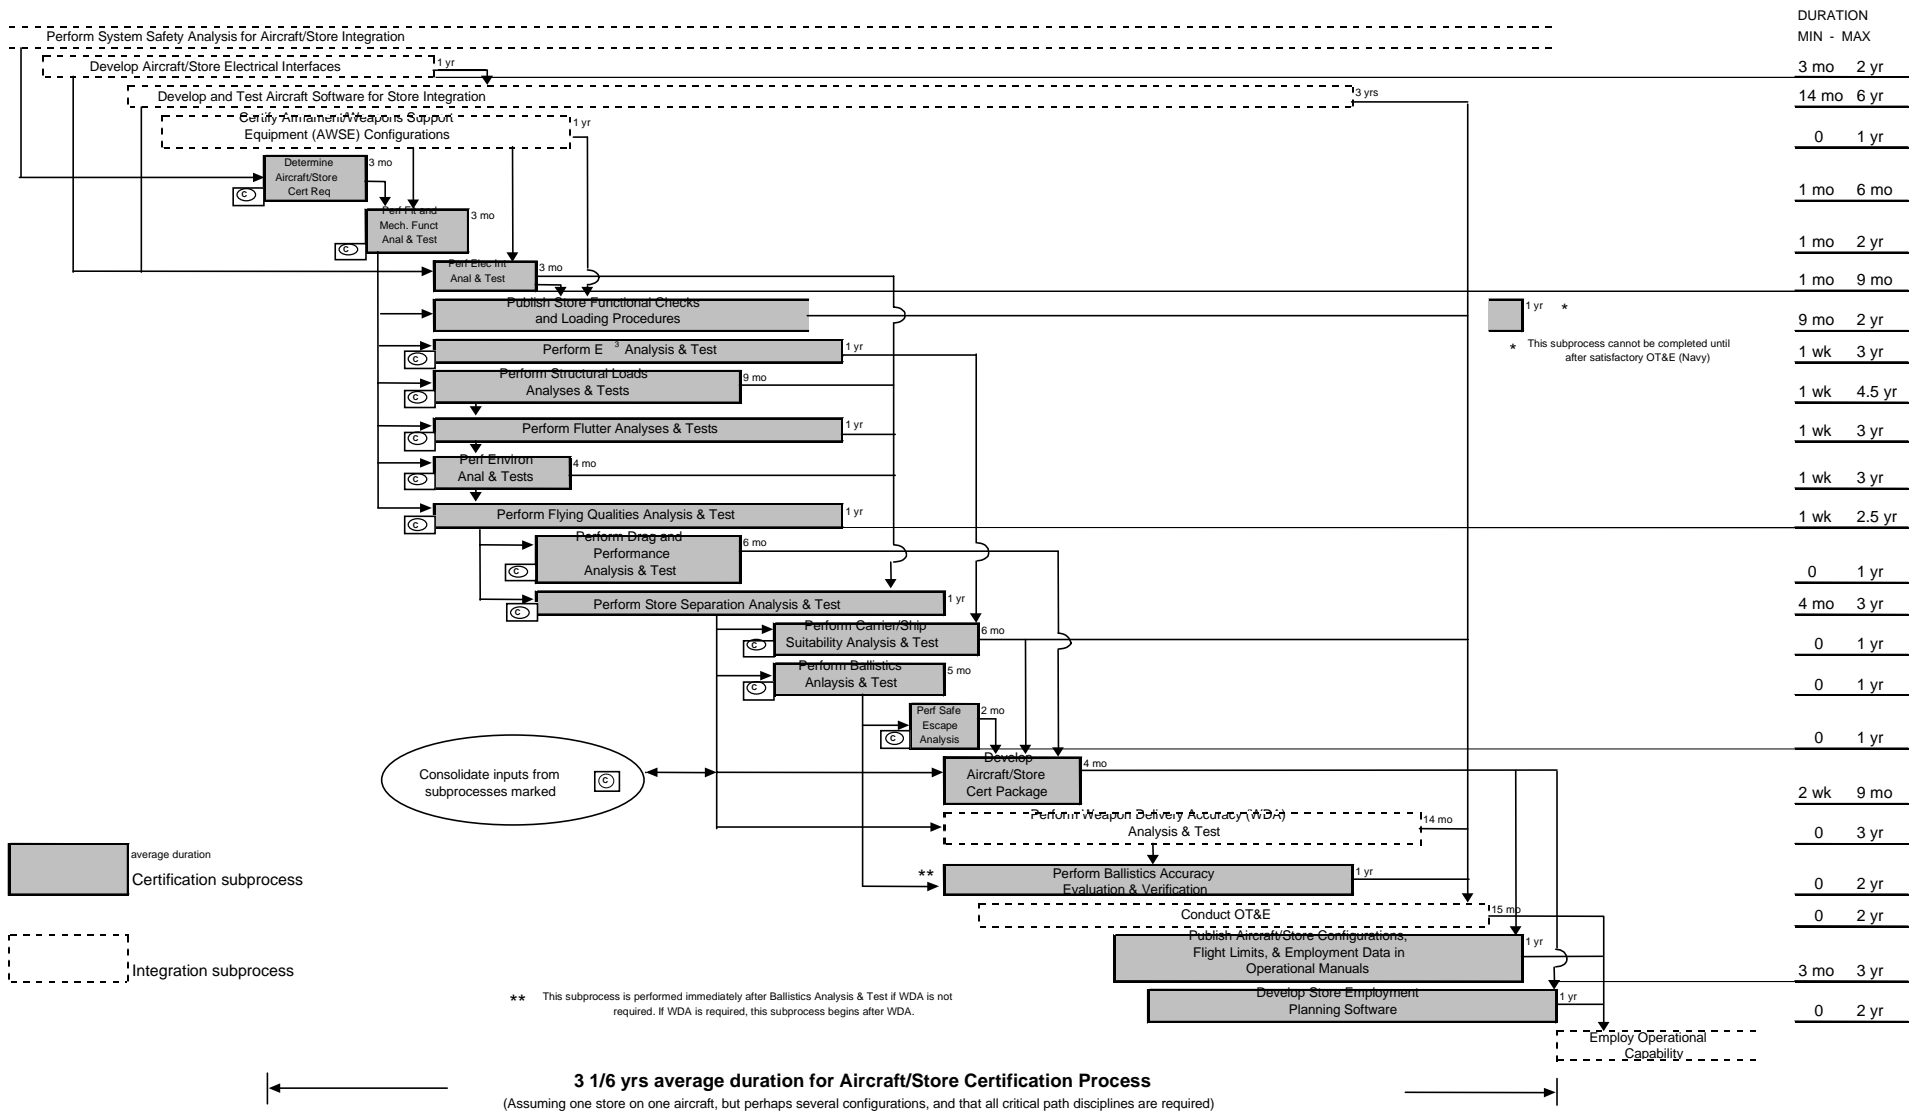 DURATION
MIN - MAX
Perform System Safety Analysis for Aircraft/Store Integration
Develop Aircraft/Store Electrical Interfaces
1 yr
3 mo 2 yr
Develop and Test Aircraft Software for Store Integration
3 yrs
14 mo 6 yr
Certify Armament/Weapons Support
Equipment (AWSE) Configurations
1 yr
0 1 yr
Determine
Aircraft/Store
Cert Req
3 mo
C
1 mo 6 mo
Perf Fit and
Mech. Funct
Anal & Test
3 mo
C
1 mo 2 yr
Perf Elec Int
Anal & Test
3 mo
1 mo 9 mo
Publish Store Functional Checks
and Loading Procedures
1 yr *
9 mo 2 yr
* This subprocess cannot be completed until
after satisfactory OT&E (Navy)
Perform E 3 Analysis & Test
1 yr
C
1 wk 3 yr
Perform Structural Loads
Analyses & Tests
9 mo
C
1 wk 4.5 yr
Perform Flutter Analyses & Tests
1 yr
C
1 wk 3 yr
Perf Environ
Anal & Tests
4 mo
C
1 wk 3 yr
Perform Flying Qualities Analysis & Test
1 yr
C
1 wk 2.5 yr
Perform Drag and
Performance
Analysis & Test
6 mo
C
0 1 yr
Perform Store Separation Analysis & Test
1 yr
C
4 mo 3 yr
Perform Carrier/Ship
Suitability Analysis & Test
6 mo
C
0 1 yr
Perform Ballistics
Anlaysis & Test
5 mo
C
0 1 yr
Perf Safe
Escape
Analysis
2 mo
C
0 1 yr
Consolidate inputs from
subprocesses marked
C
Develop
Aircraft/Store
Cert Package
4 mo
2 wk 9 mo
Perform Weapon Delivery Accuracy (WDA)
Analysis & Test
14 mo
0 3 yr
average duration
Certification subprocess
**
Perform Ballistics Accuracy
Evaluation & Verification
1 yr
0 2 yr
Conduct OT&E
15 mo
0 2 yr
Integration subprocess
Publish Aircraft/Store Configurations,
Flight Limits, & Employment Data in
Operational Manuals
1 yr
3 mo 3 yr
** This subprocess is performed immediately after Ballistics Analysis & Test if WDA is not
required. If WDA is required, this subprocess begins after WDA.
Develop Store Employment
Planning Software
1 yr
0 2 yr
Employ Operational
Capability
3 1/6 yrs average duration for Aircraft/Store Certification Process
(Assuming one store on one aircraft, but perhaps several configurations, and that all critical path disciplines are required)